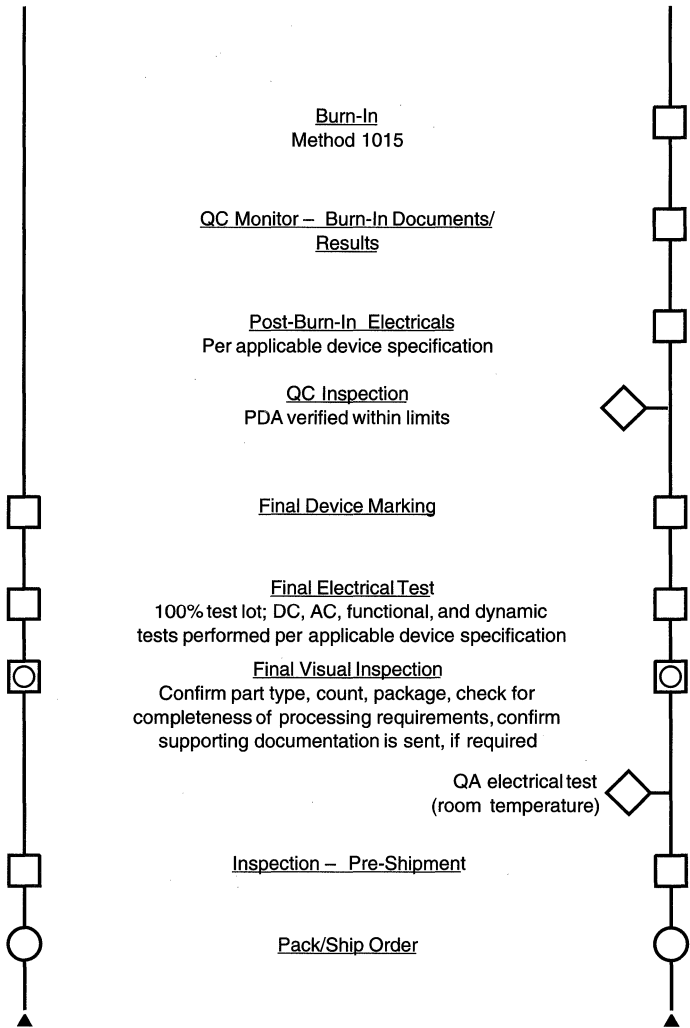 Burn-In
Method 1015
QC Monitor – Burn-In Documents/
Results
Post-Burn-In Electricals
Per applicable device specification
QC Inspection
PDA verified within limits
Final Device Marking
Final Electrical Test
100% test lot; DC, AC, functional, and dynamic
tests performed per applicable device specification
Final Visual Inspection
Confirm part type, count, package, check for
completeness of processing requirements, confirm
supporting documentation is sent, if required
QA electrical test
(room temperature)
Inspection – Pre-Shipment
Pack/Ship Order